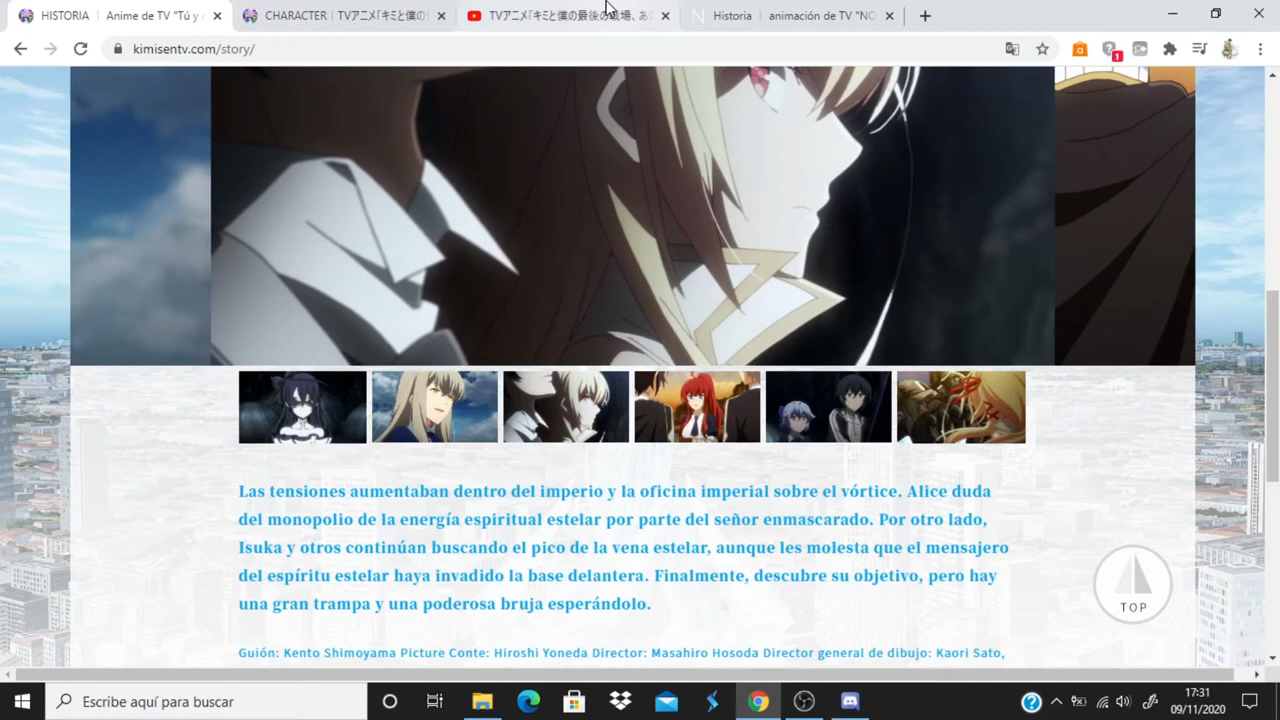 HISTORIA | Anime de TV "Tú y
CHARACTER | TVアニメ「キミと僕の
TVアニメ「キミと僕の最後の戦場、
Historia | animación de TV "NO
kimisentv.com/story/
1
Las tensiones aumentaban dentro del imperio y la oficina imperial sobre el vórtice. Alice duda
del monopolio de la energía espiritual estelar por parte del señor enmascarado. Por otro lado,
Isuka y otros continúan buscando el pico de la vena estelar, aunque les molesta que el mensajero
del espíritu estelar haya invadido la base delantera. Finalmente, descubre su objetivo, pero hay
una gran trampa y una poderosa bruja esperándolo.
TOP
Guión: Kento Shimoyama Picture Conte: Hiroshi Yoneda Director: Masahiro Hosoda Director general de dibujo: Kaori Sato,
Escribe aquí para buscar
17:31
09/11/2020